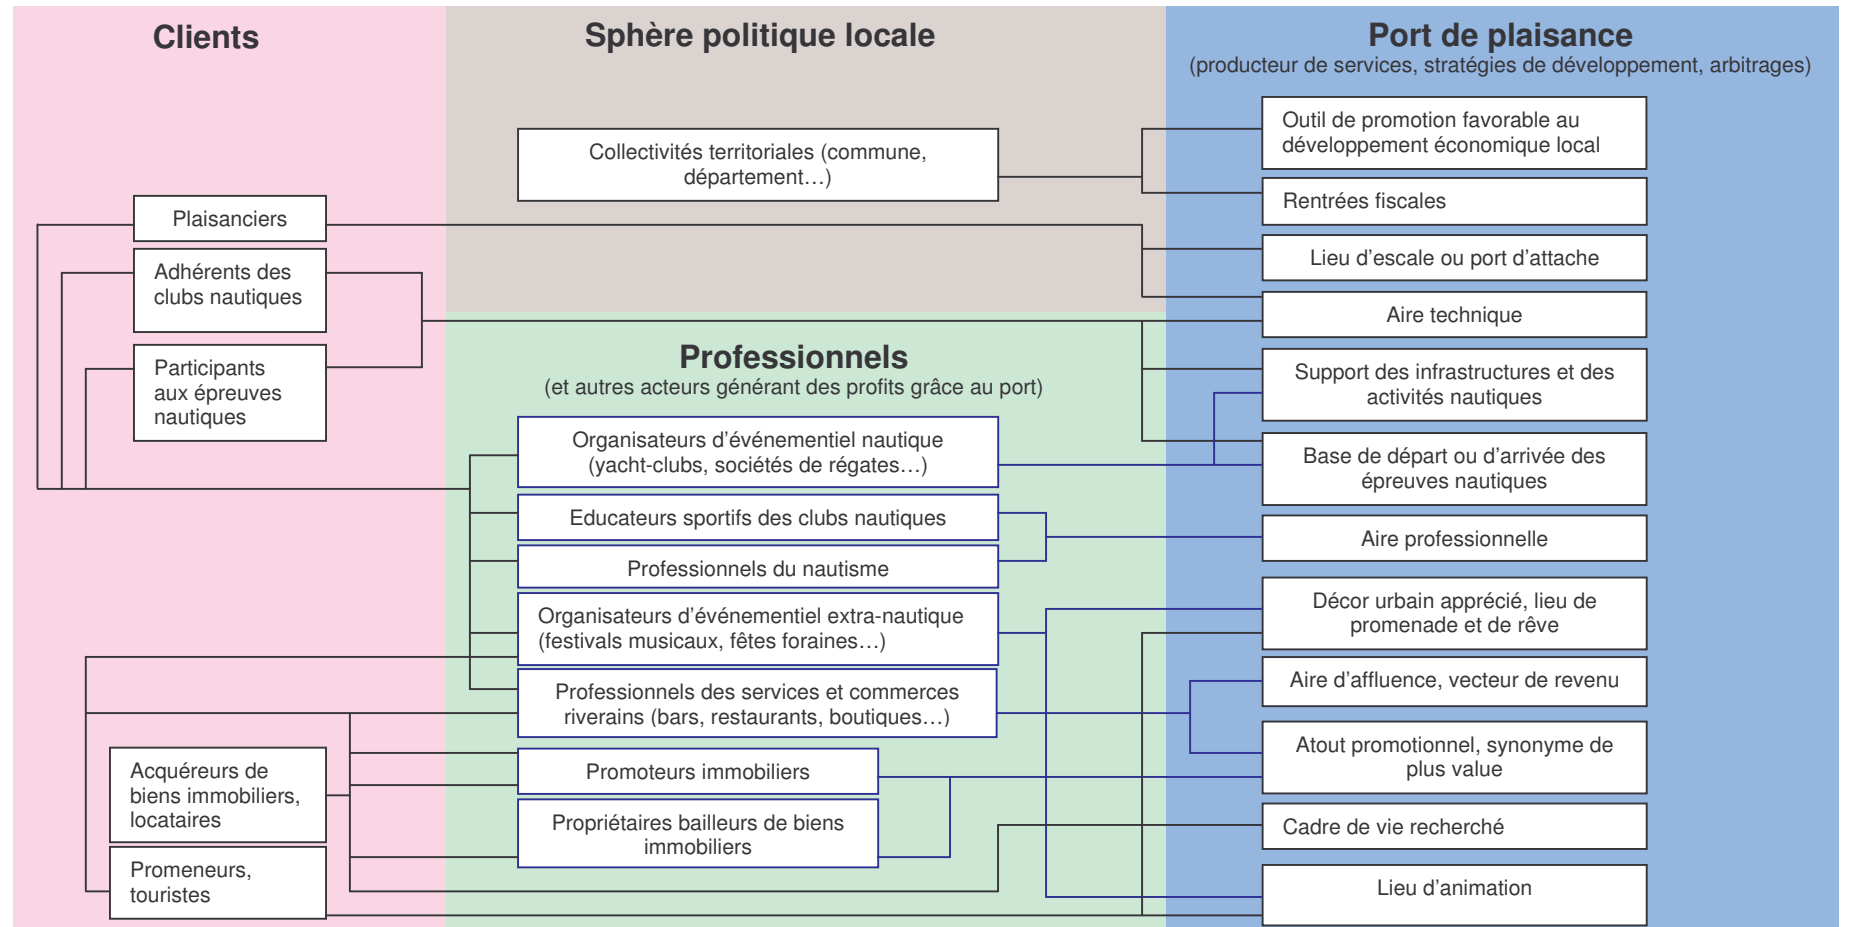 Clients
Plaisanciers
Adhérents des
clubs nautiques
Participants
aux épreuves
nautiques
Acquéreurs de
biens immobiliers,
locataires
Promeneurs,
touristes
Sphère politique locale
Collectivités territoriales (commune,
département…)
Professionnels
(et autres acteurs générant des profits grâce au port)
Organisateurs d’événementiel nautique
(yacht-clubs, sociétés de régates…)
Educateurs sportifs des clubs nautiques
Professionnels du nautisme
Organisateurs d’événementiel extra-nautique
(festivals musicaux, fêtes foraines…)
Professionnels des services et commerces
riverains (bars, restaurants, boutiques…)
Promoteurs immobiliers
Propriétaires bailleurs de biens
immobiliers
Port de plaisance
(producteur de services, stratégies de développement, arbitrages)
Outil de promotion favorable au
développement économique local
Rentrées fiscales
Lieu d’escale ou port d’attache
Aire technique
Support des infrastructures et des
activités nautiques
Base de départ ou d’arrivée des
épreuves nautiques
Aire professionnelle
Décor urbain apprécié, lieu de
promenade et de rêve
Aire d’affluence, vecteur de revenu
Atout promotionnel, synonyme de
plus value
Cadre de vie recherché
Lieu d’animation